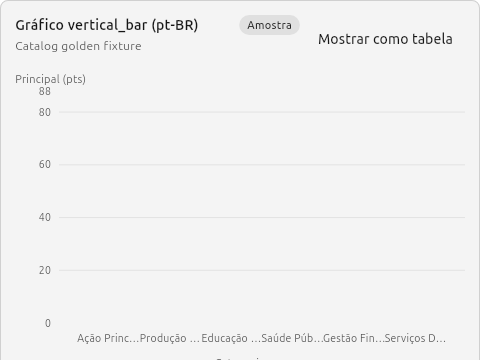 Gráfico vertical_bar (pt-BR)
Amostra
Mostrar como tabela
Catalog golden fixture
Principal (pts)
88
80
60
40
20
0
Ação Princ… Produção … Educação … Saúde Púb… Gestão Fin… Serviços D…